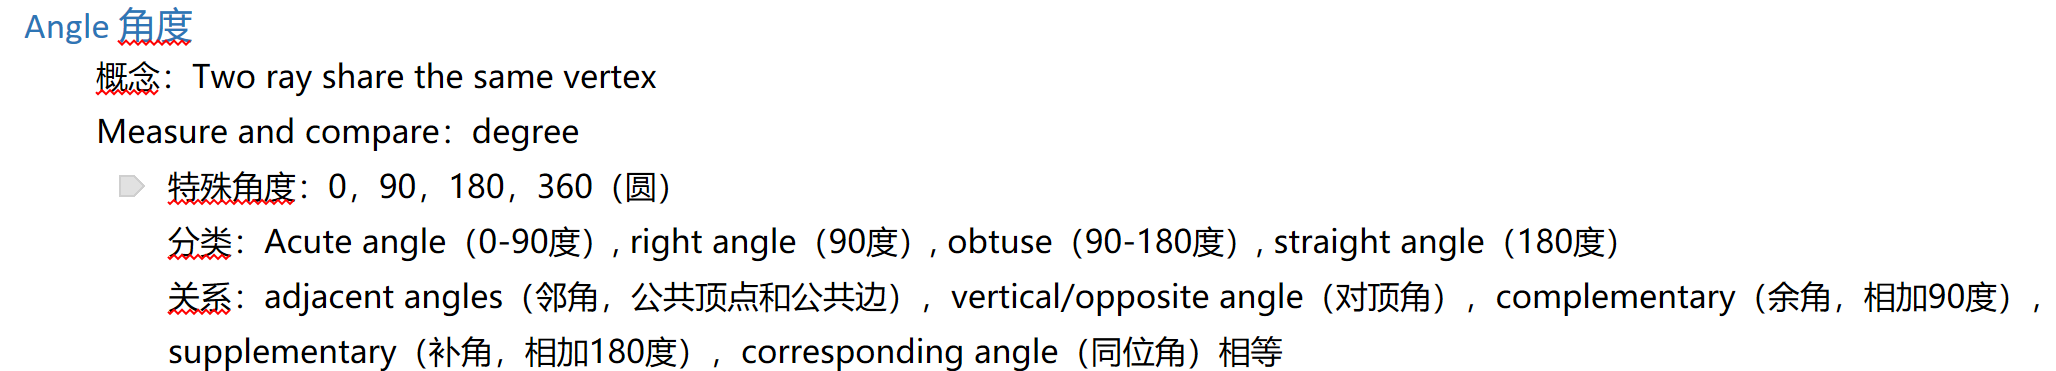 Angle 角度
概念：Two ray share the same vertex
Measure and compare：degree
特殊角度：0，90，180，360（圆）
分类：Acute angle（0-90度）, right angle（90度）, obtuse（90-180度）, straight angle（180度）
关系：adjacent angles（邻角，公共顶点和公共边），vertical/opposite angle（对顶角），complementary（余角，相加90度），
supplementary（补角，相加180度），corresponding angle（同位角）相等